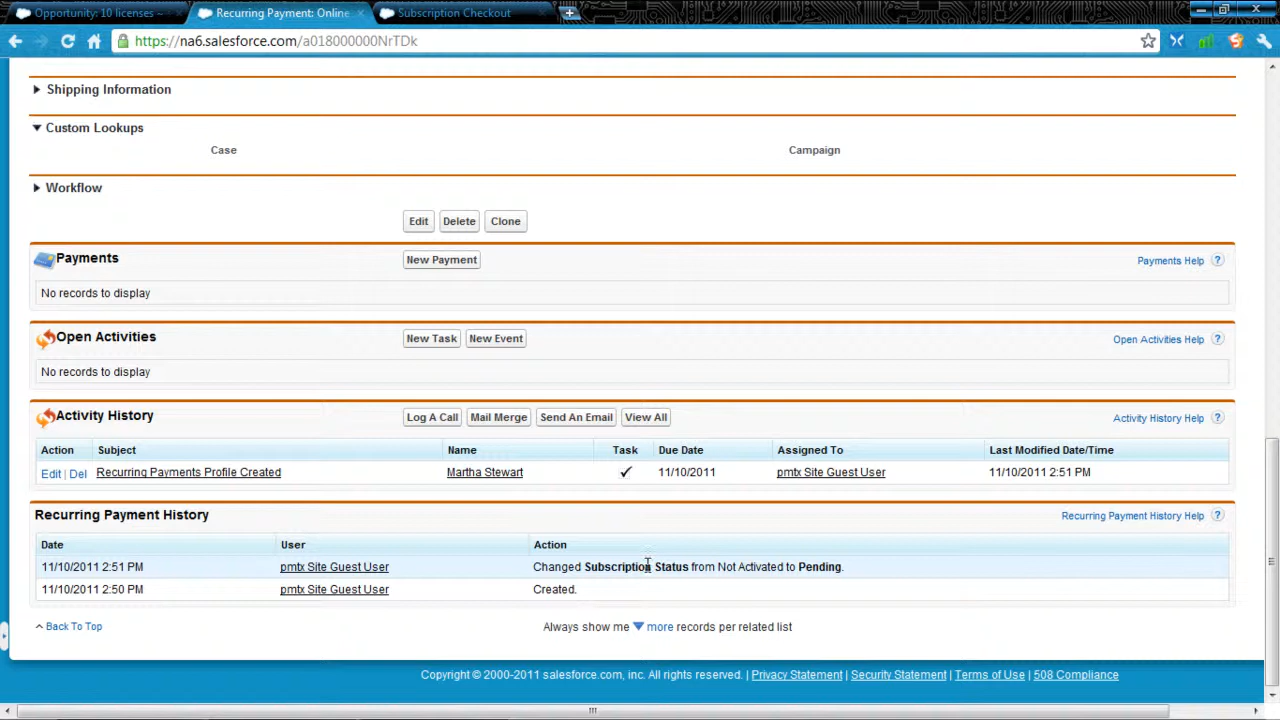 Opportunity: 10 licenses ~
Recurring Payment: Online
Subscription Checkout
https://na6.salesforce.com/a018000000NrTDk
Shipping Information
Custom Lookups
Case Campaign
Workflow
Edit Delete Clone
Payments New Payment Payments Help ?
No records to display
Open Activities New Task New Event Open Activities Help ?
No records to display
Activity History Log A Call Mail Merge Send An Email View All Activity History Help ?
Action Subject Name Task Due Date Assigned To Last Modified Date/Time
Edit | Del Recurring Payments Profile Created Martha Stewart ✓ 11/10/2011 pmtx Site Guest User 11/10/2011 2:51 PM
Recurring Payment History Recurring Payment History Help ?
Date User Action
11/10/2011 2:51 PM pmtx Site Guest User Changed Subscription Status from Not Activated to Pending.
11/10/2011 2:50 PM pmtx Site Guest User Created.
Back To Top Always show me more records per related list
Copyright © 2000-2011 salesforce.com, inc. All rights reserved. | Privacy Statement | Security Statement | Terms of Use | 508 Compliance